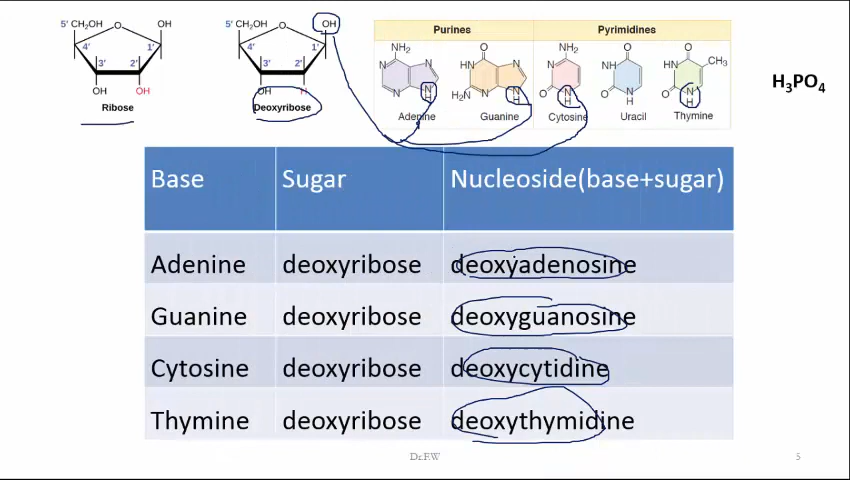 5' CH₂OH O OH
4' 1'
3' 2'
OH OH
Ribose
5' CH₂OH O OH
4' 1'
3' 2'
OH H
Deoxyribose
Purines Pyrimidines
NH₂ O NH₂ O O
N N HN N N HN HN CH₃
N N H H₂N N N H O N H O N H O N H
Adenine Guanine Cytosine Uracil Thymine
H₃PO₄
Base Sugar Nucleoside(base+sugar)
Adenine deoxyribose deoxyadenosine
Guanine deoxyribose deoxyguanosine
Cytosine deoxyribose deoxycytidine
Thymine deoxyribose deoxythymidine
Dr.F.W 5